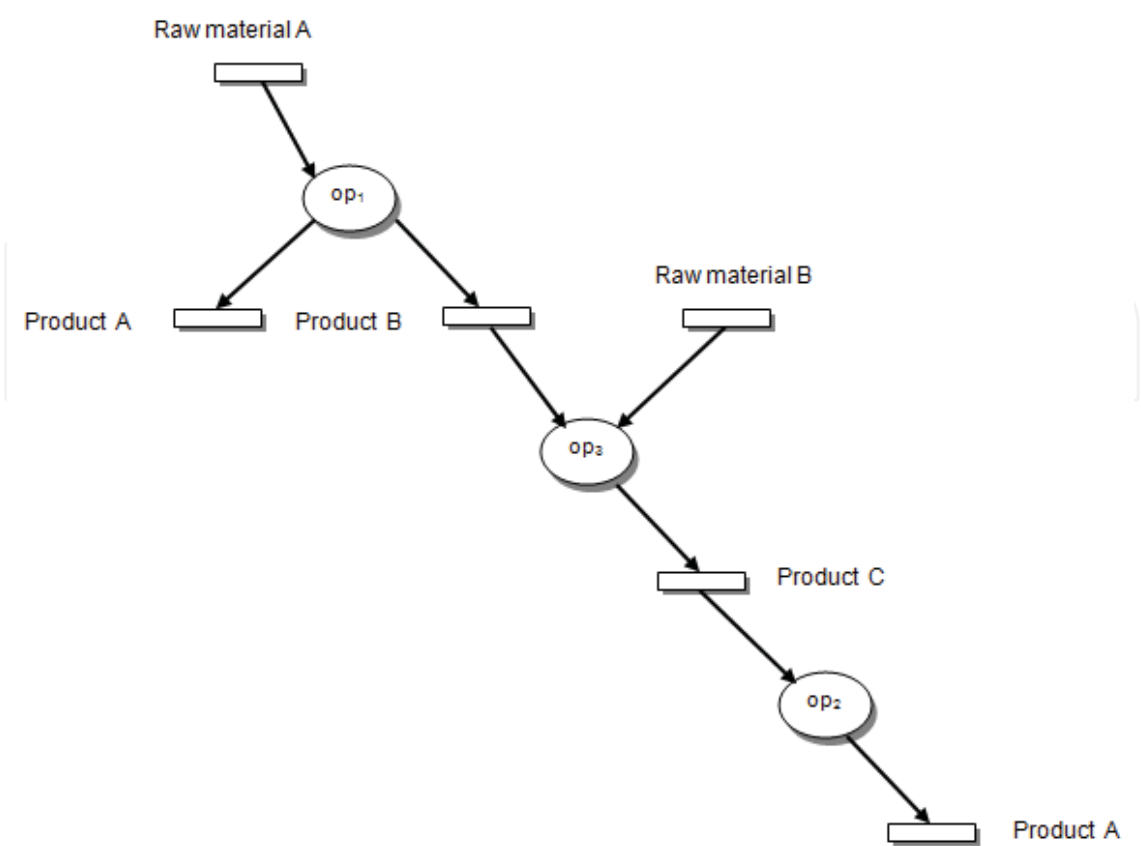 Raw material A
op₁
Raw material B
Product A
Product B
op₃
Product C
op₂
Product A